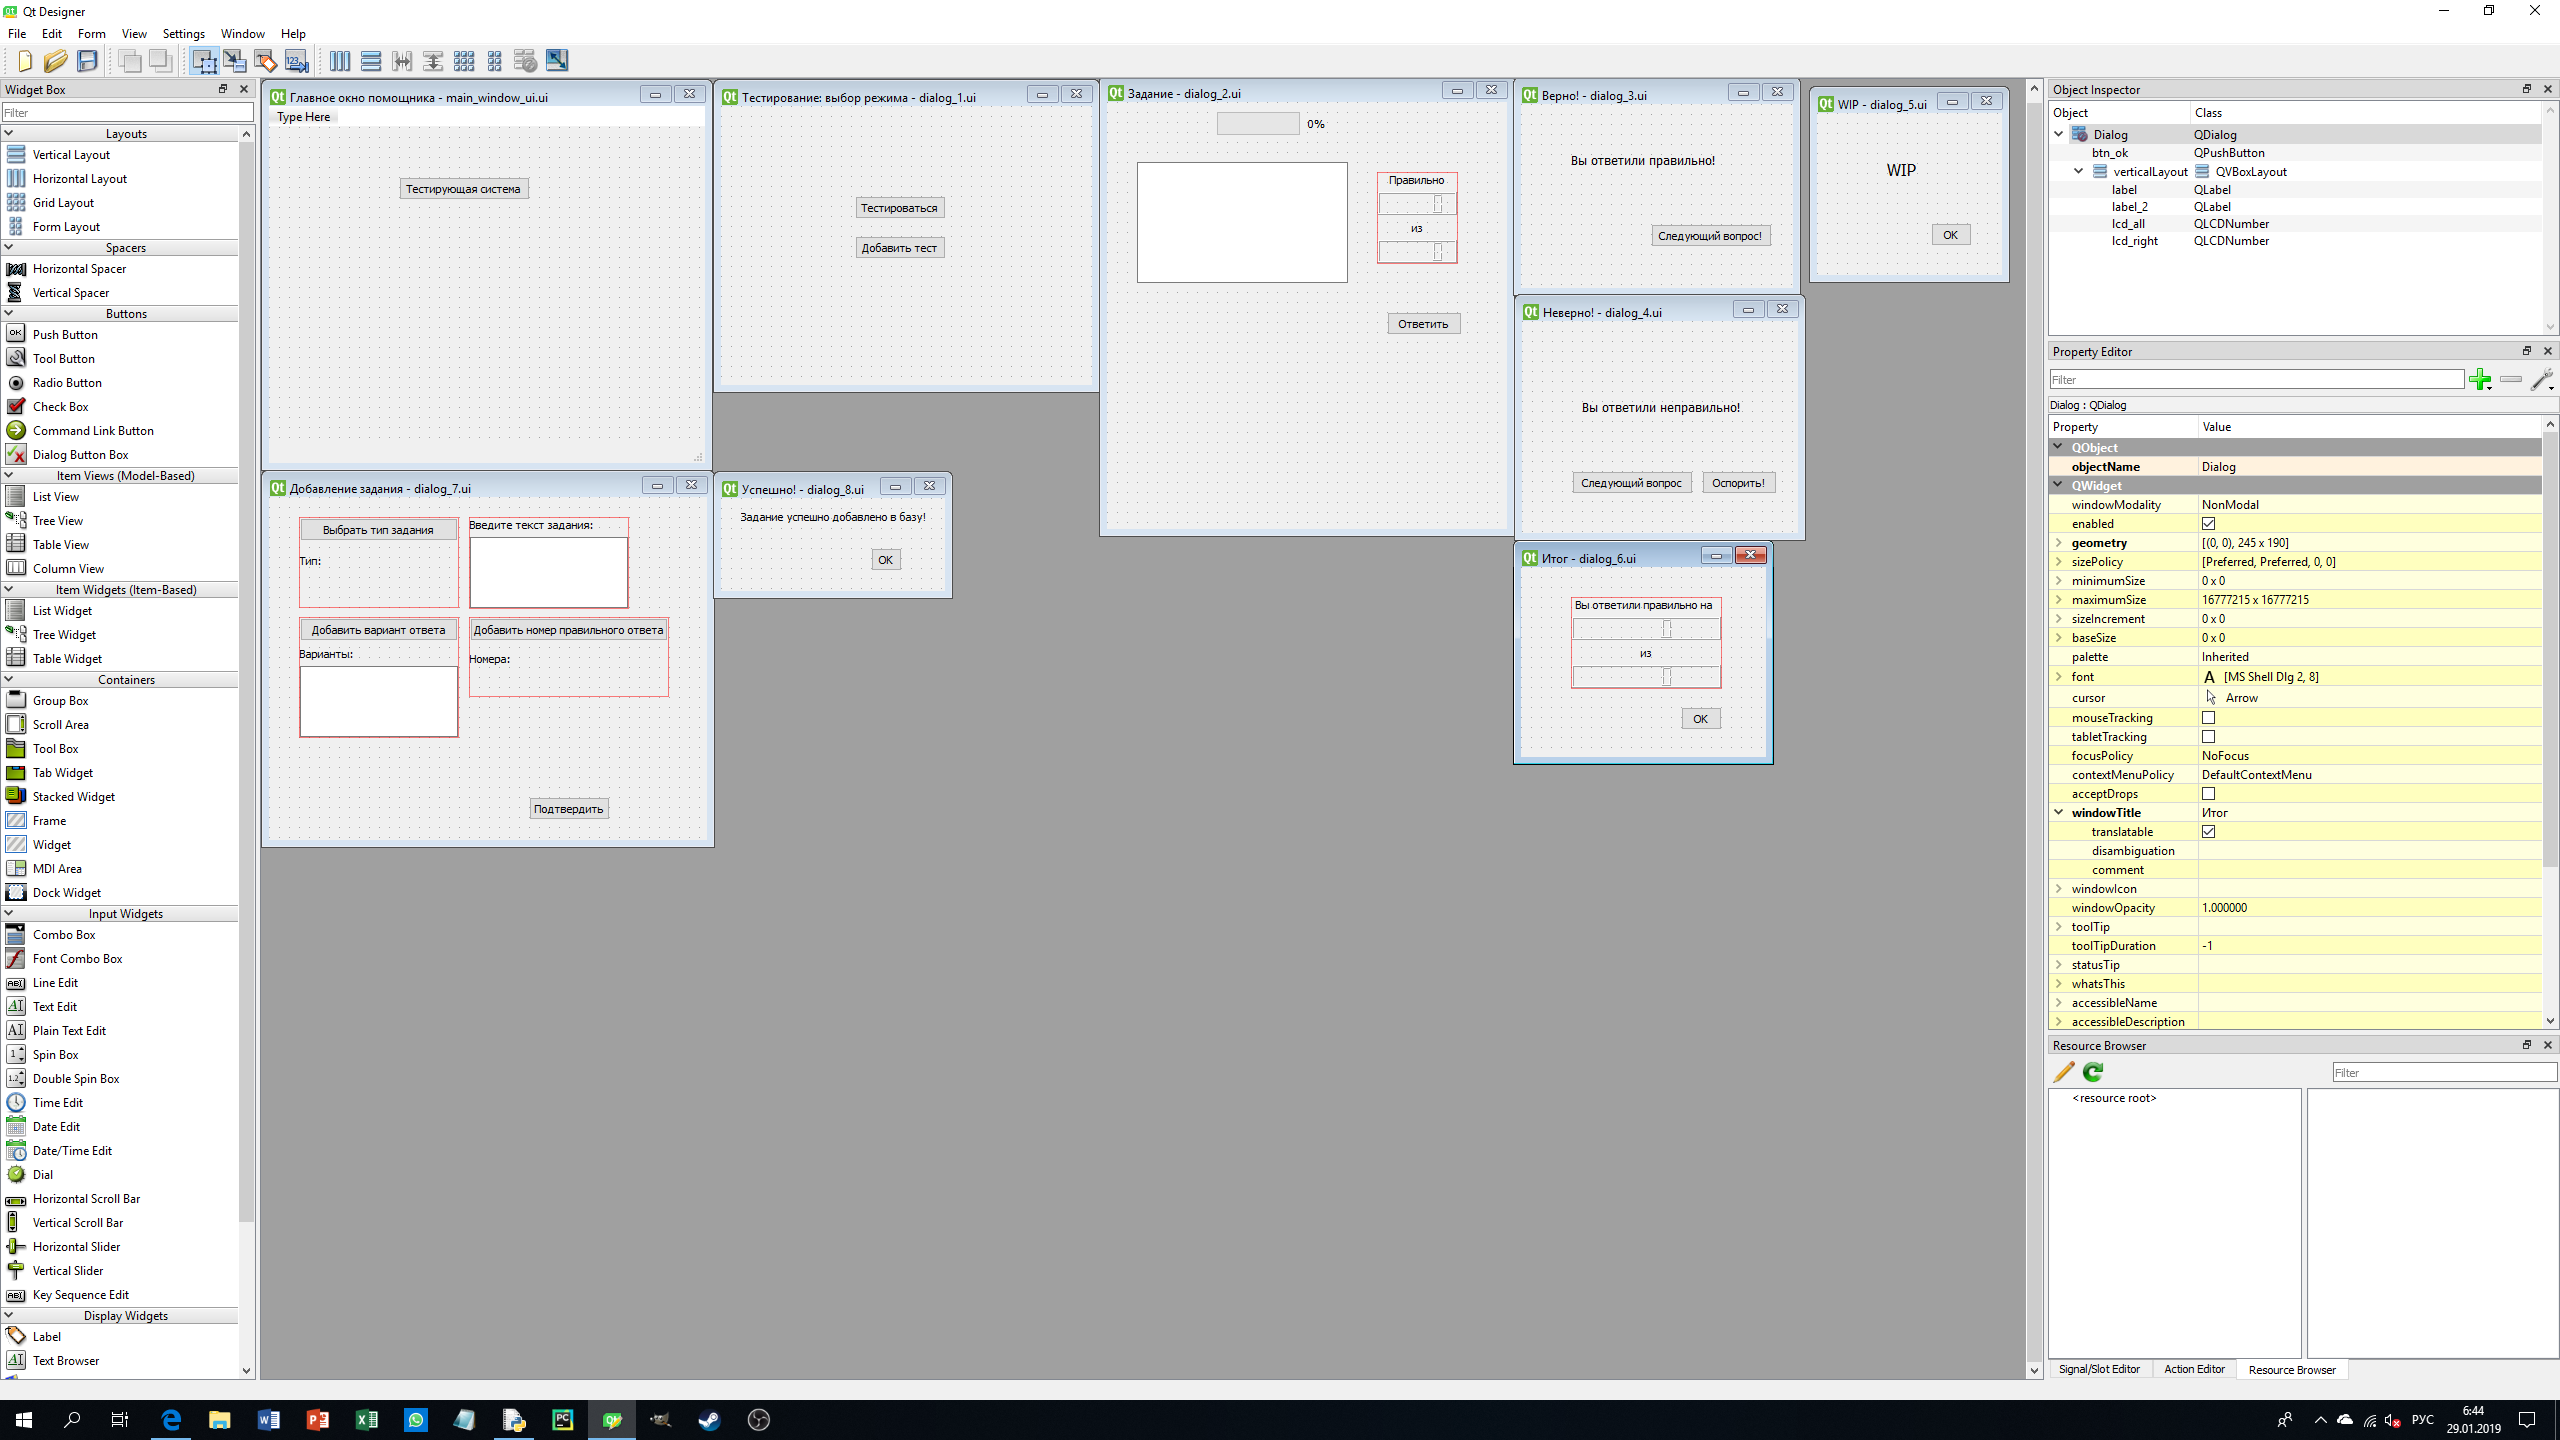 Qt Designer
File Edit Form View Settings Window Help
Widget Box
Filter
Layouts
Vertical Layout
Horizontal Layout
Grid Layout
Form Layout
Spacers
Horizontal Spacer
Vertical Spacer
Buttons
Push Button
Tool Button
Radio Button
Check Box
Command Link Button
Dialog Button Box
Item Views (Model-Based)
List View
Tree View
Table View
Column View
Item Widgets (Item-Based)
List Widget
Tree Widget
Table Widget
Containers
Group Box
Scroll Area
Tool Box
Tab Widget
Stacked Widget
Frame
Widget
MDI Area
Dock Widget
Input Widgets
Combo Box
Font Combo Box
Line Edit
Text Edit
Plain Text Edit
Spin Box
Double Spin Box
Time Edit
Date Edit
Date/Time Edit
Dial
Horizontal Scroll Bar
Vertical Scroll Bar
Horizontal Slider
Vertical Slider
Key Sequence Edit
Display Widgets
Label
Text Browser
Главное окно помощника - main_window_ui.ui
Type Here
Тестирующая система
Тестирование: выбор режима - dialog_1.ui
Тестироваться
Добавить тест
Задание - dialog_2.ui
0%
Правильно
0
из
0
Ответить
Верно! - dialog_3.ui
Вы ответили правильно!
Следующий вопрос!
WIP - dialog_5.ui
WIP
OK
Неверно! - dialog_4.ui
Вы ответили неправильно!
Следующий вопрос Оспорить!
Добавление задания - dialog_7.ui
Выбрать тип задания
Тип:
Введите текст задания:
Добавить вариант ответа
Варианты:
Добавить номер правильного ответа
Номера:
Подтвердить
Успешно! - dialog_8.ui
Задание успешно добавлено в базу!
OK
Итог - dialog_6.ui
Вы ответили правильно на
0
из
0
OK
Object Inspector
Object Class
Dialog QDialog
btn_ok QPushButton
verticalLayout QVBoxLayout
label QLabel
label_2 QLabel
lcd_all QLCDNumber
lcd_right QLCDNumber
Property Editor
Filter
Dialog : QDialog
Property Value
QObject
objectName Dialog
QWidget
windowModality NonModal
enabled
geometry [(0, 0), 245 x 190]
sizePolicy [Preferred, Preferred, 0, 0]
minimumSize 0 x 0
maximumSize 16777215 x 16777215
sizeIncrement 0 x 0
baseSize 0 x 0
palette Inherited
font A [MS Shell Dlg 2, 8]
cursor Arrow
mouseTracking
tabletTracking
focusPolicy NoFocus
contextMenuPolicy DefaultContextMenu
acceptDrops
windowTitle Итог
translatable
disambiguation
comment
windowIcon
windowOpacity 1.000000
toolTip
toolTipDuration -1
statusTip
whatsThis
accessibleName
accessibleDescription
Resource Browser
Filter
<resource root>
Signal/Slot Editor Action Editor Resource Browser
РУС
6:44
29.01.2019